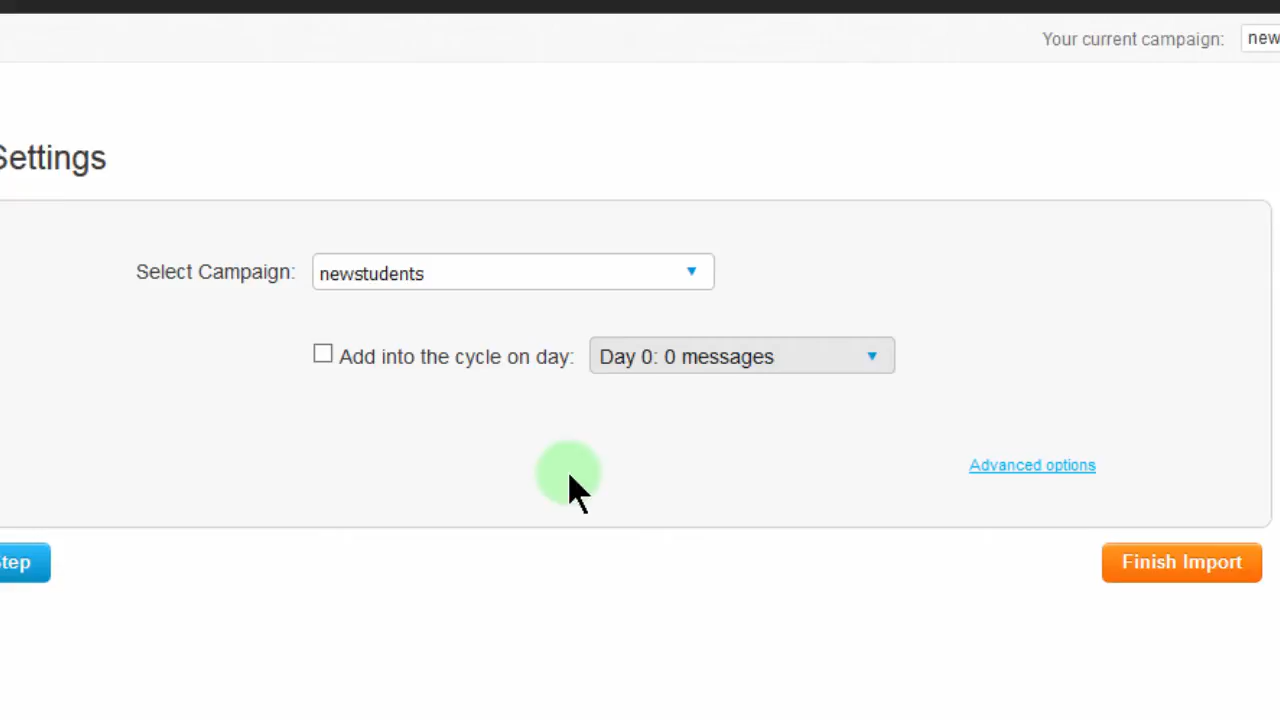 Your current campaign: new
Settings
Select Campaign: newstudents
Add into the cycle on day: Day 0: 0 messages
Advanced options
Step
Finish Import